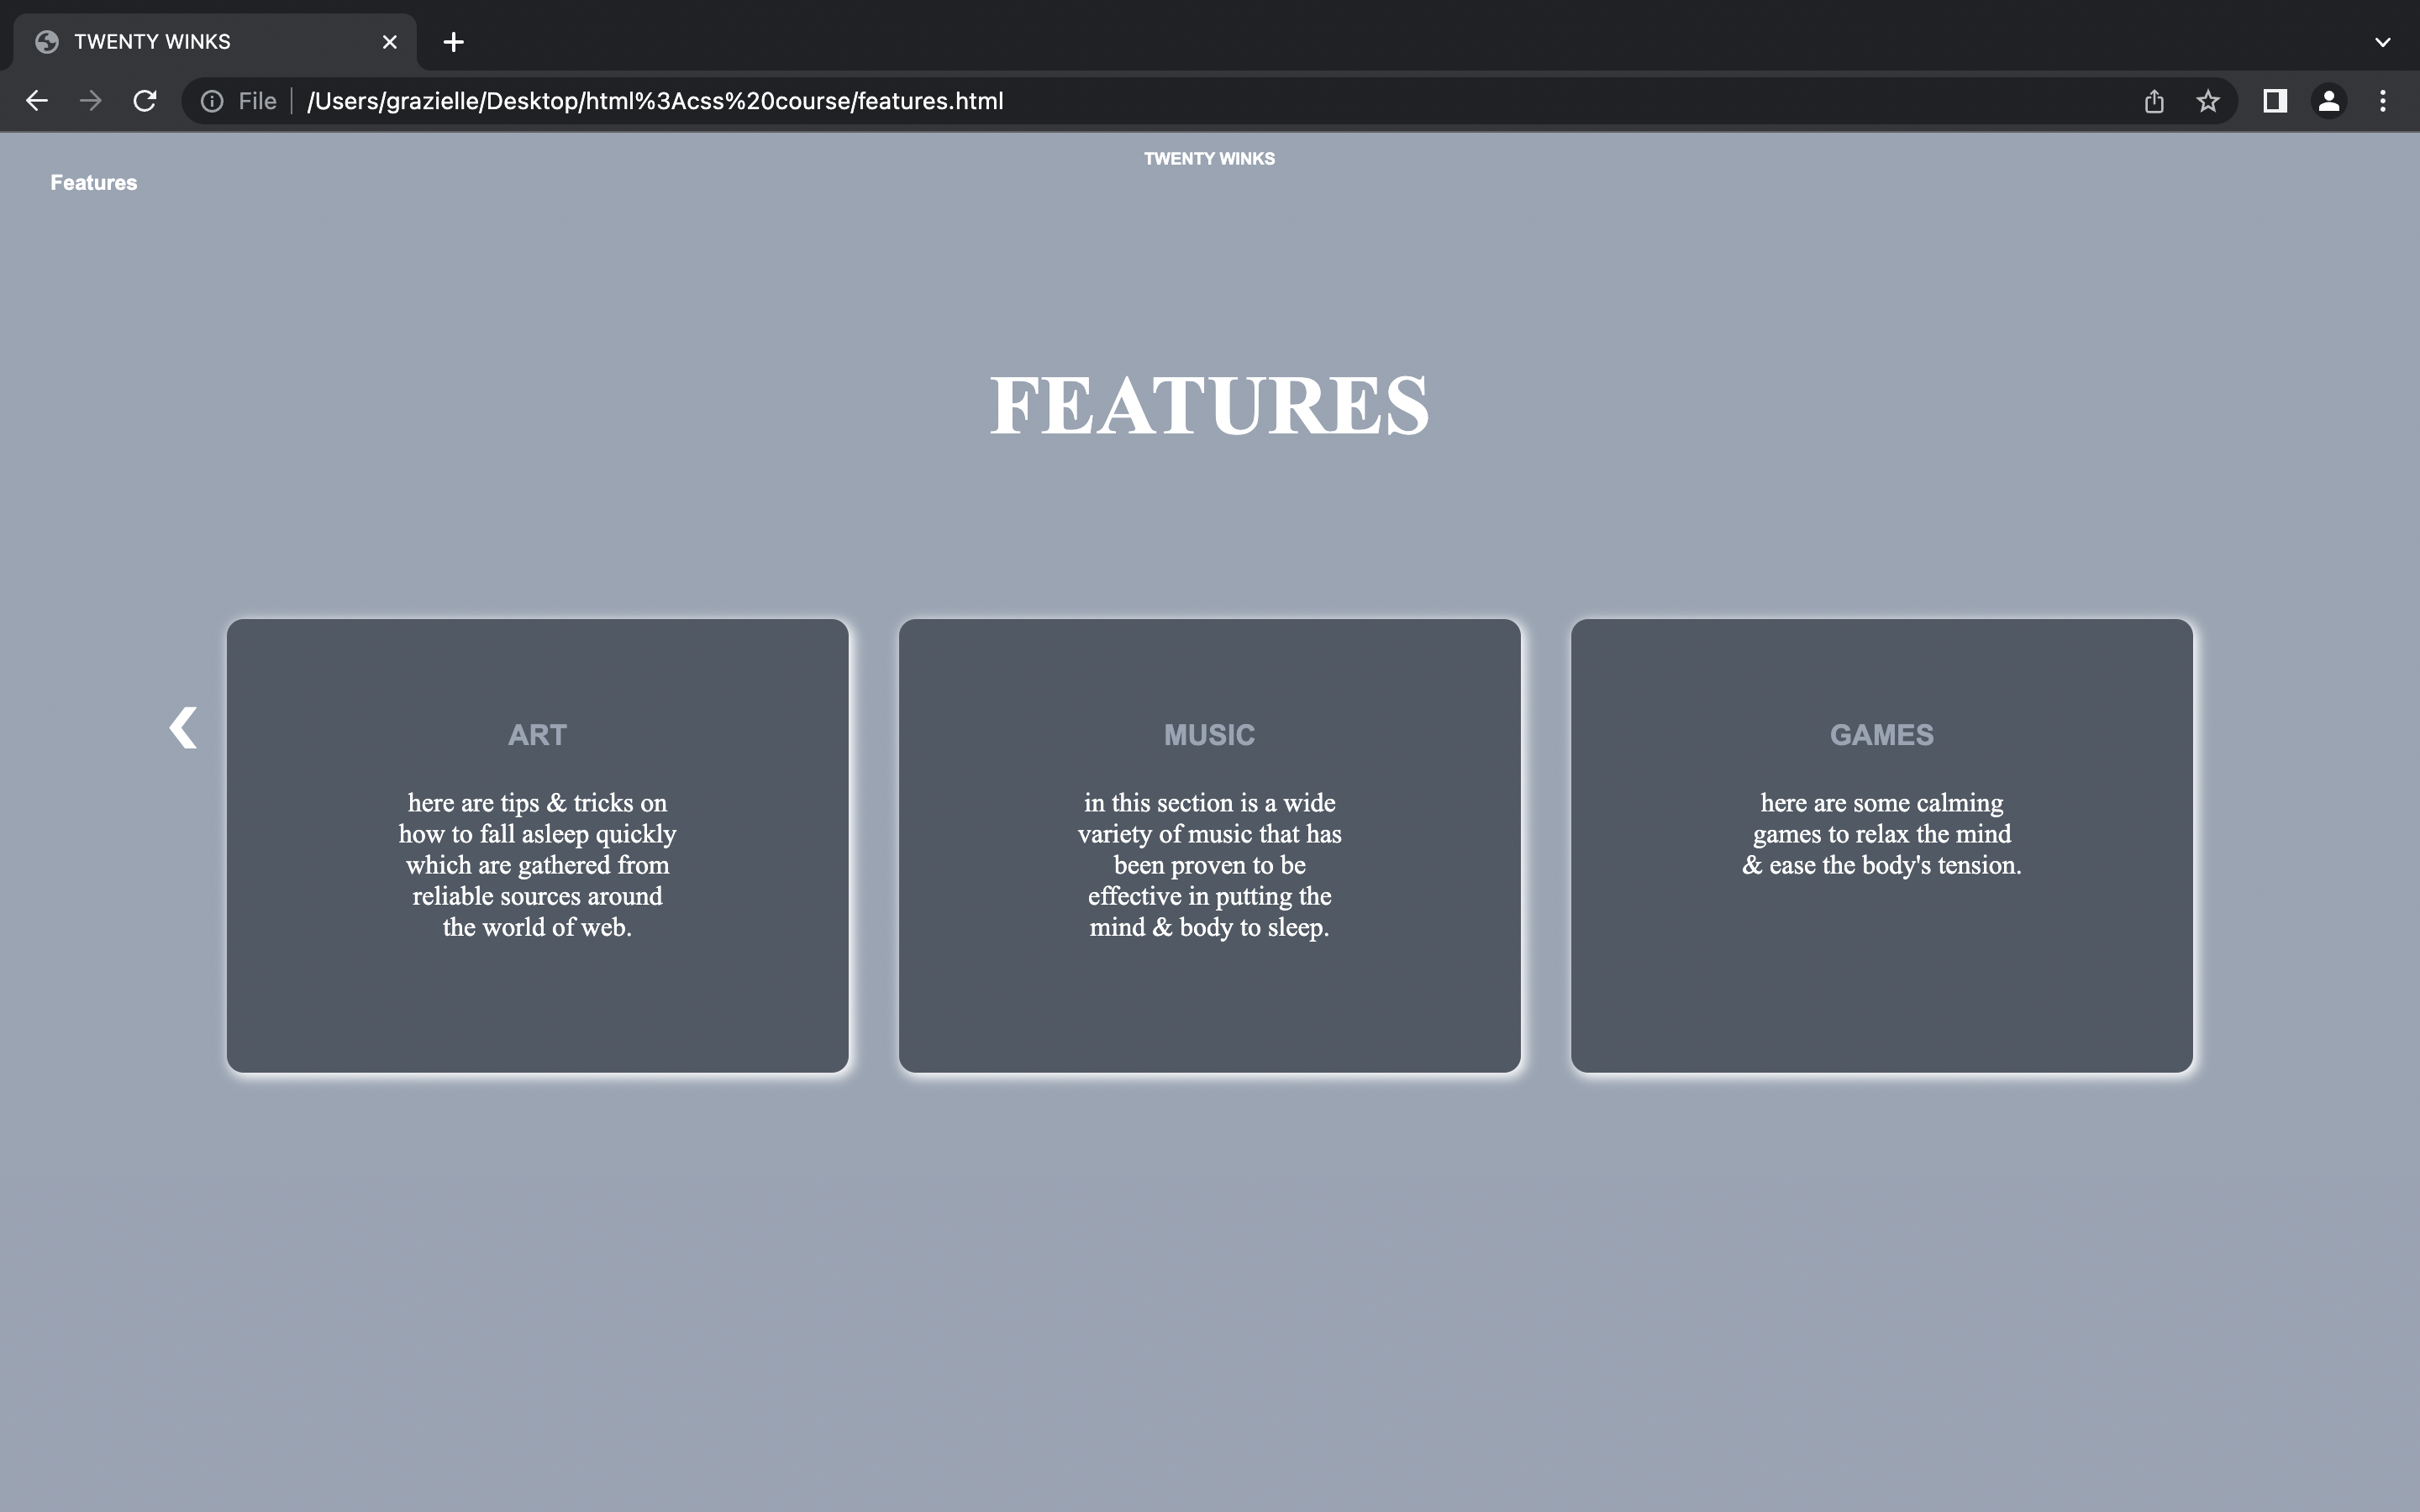 TWENTY WINKS
File
/Users/grazielle/Desktop/html%3Acss%20course/features.html
TWENTY WINKS
Features
FEATURES
ART
here are tips & tricks on
how to fall asleep quickly
which are gathered from
reliable sources around
the world of web.
MUSIC
in this section is a wide
variety of music that has
been proven to be
effective in putting the
mind & body to sleep.
GAMES
here are some calming
games to relax the mind
& ease the body's tension.